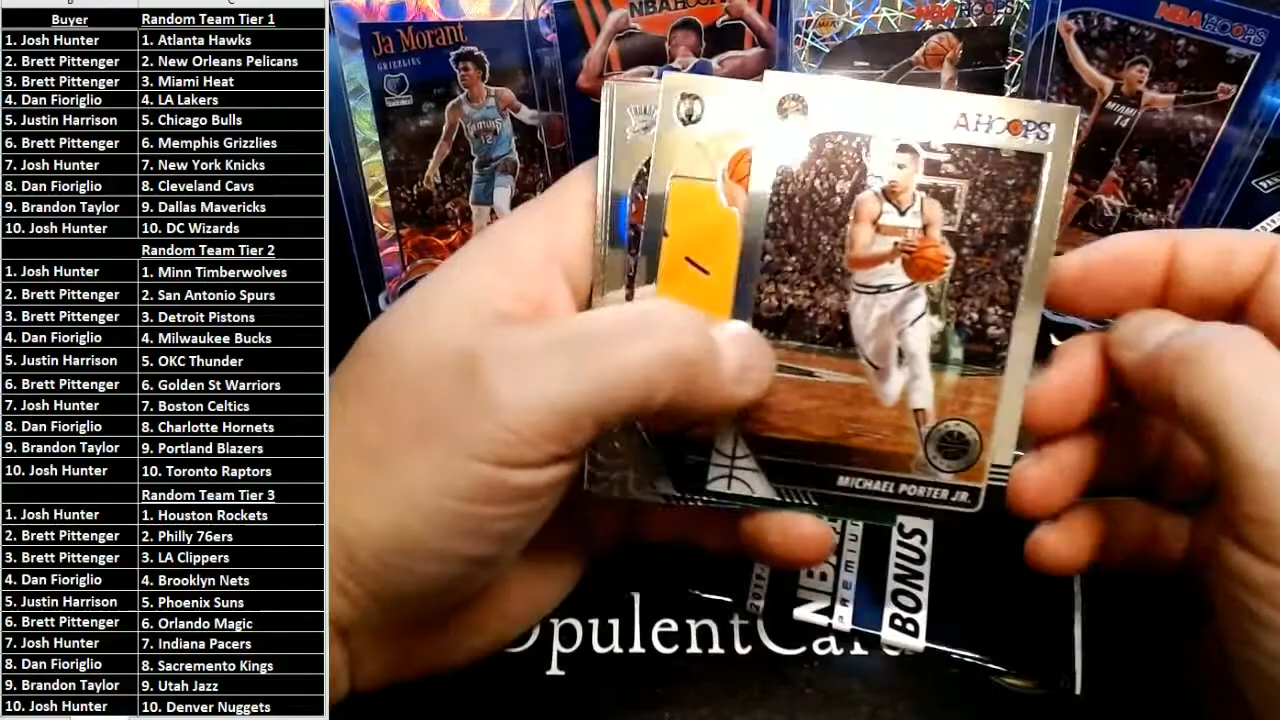 Buyer Random Team Tier 1
1. Josh Hunter 1. Atlanta Hawks
2. Brett Pittenger 2. New Orleans Pelicans
3. Brett Pittenger 3. Miami Heat
4. Dan Fioriglio 4. LA Lakers
5. Justin Harrison 5. Chicago Bulls
6. Brett Pittenger 6. Memphis Grizzlies
7. Josh Hunter 7. New York Knicks
8. Dan Fioriglio 8. Cleveland Cavs
9. Brandon Taylor 9. Dallas Mavericks
10. Josh Hunter 10. DC Wizards
Random Team Tier 2
1. Josh Hunter 1. Minn Timberwolves
2. Brett Pittenger 2. San Antonio Spurs
3. Brett Pittenger 3. Detroit Pistons
4. Dan Fioriglio 4. Milwaukee Bucks
5. Justin Harrison 5. OKC Thunder
6. Brett Pittenger 6. Golden St Warriors
7. Josh Hunter 7. Boston Celtics
8. Dan Fioriglio 8. Charlotte Hornets
9. Brandon Taylor 9. Portland Blazers
10. Josh Hunter 10. Toronto Raptors
Random Team Tier 3
1. Josh Hunter 1. Houston Rockets
2. Brett Pittenger 2. Philly 76ers
3. Brett Pittenger 3. LA Clippers
4. Dan Fioriglio 4. Brooklyn Nets
5. Justin Harrison 5. Phoenix Suns
6. Brett Pittenger 6. Orlando Magic
7. Josh Hunter 7. Indiana Pacers
8. Dan Fioriglio 8. Sacremento Kings
9. Brandon Taylor 9. Utah Jazz
10. Josh Hunter 10. Denver Nuggets
Ja Morant
GRIZZLIES
12
NBA HOOPS
NBA HOOPS
NBA HOOPS
MIAMI
14
HOOPS
MICHAEL PORTER JR.
NBA
PREMIUM
BONUS